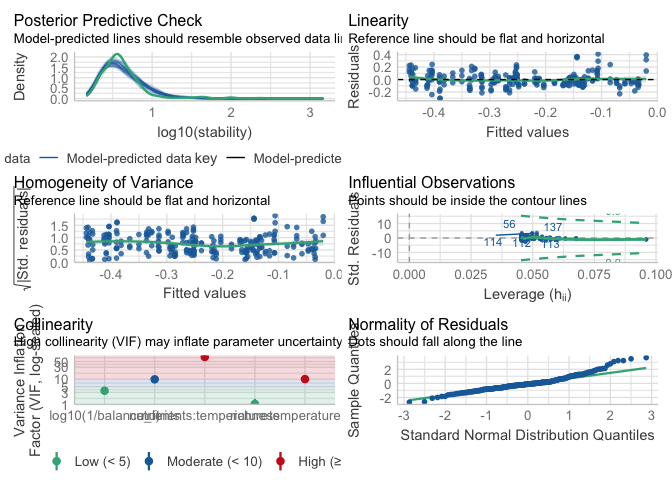 Posterior Predictive Check
Model-predicted lines should resemble observed data li
Density
2.0
1.5
1.0
0.5
0.0
1
2
3
log10(stability)
data
Model-predicted data
key
Model-predicte
Linearity
Reference line should be flat and horizontal
Residuals
0.4
0.2
0.0
-0.2
-0.4
-0.3
-0.2
-0.1
0.0
Fitted values
Homogeneity of Variance
Reference line should be flat and horizontal
√|Std. residuals|
1.5
1.0
0.5
0.0
-0.4
-0.3
-0.2
-0.1
0.0
Fitted values
Influential Observations
Points should be inside the contour lines
Std. Residuals
10
0
-10
56
137
114
112
113
0.000
0.025
0.050
0.075
0.100
Leverage (hii)
Collinearity
High collinearity (VIF) may inflate parameter uncertainty
Variance Inflation
Factor (VIF, log-scaled)
50
30
10
5
3
1
temperature
Low (< 5)
Moderate (< 10)
High (≥
Normality of Residuals
Dots should fall along the line
Sample Quantiles
2
0
-2
-3
-2
-1
0
1
2
3
Standard Normal Distribution Quantiles